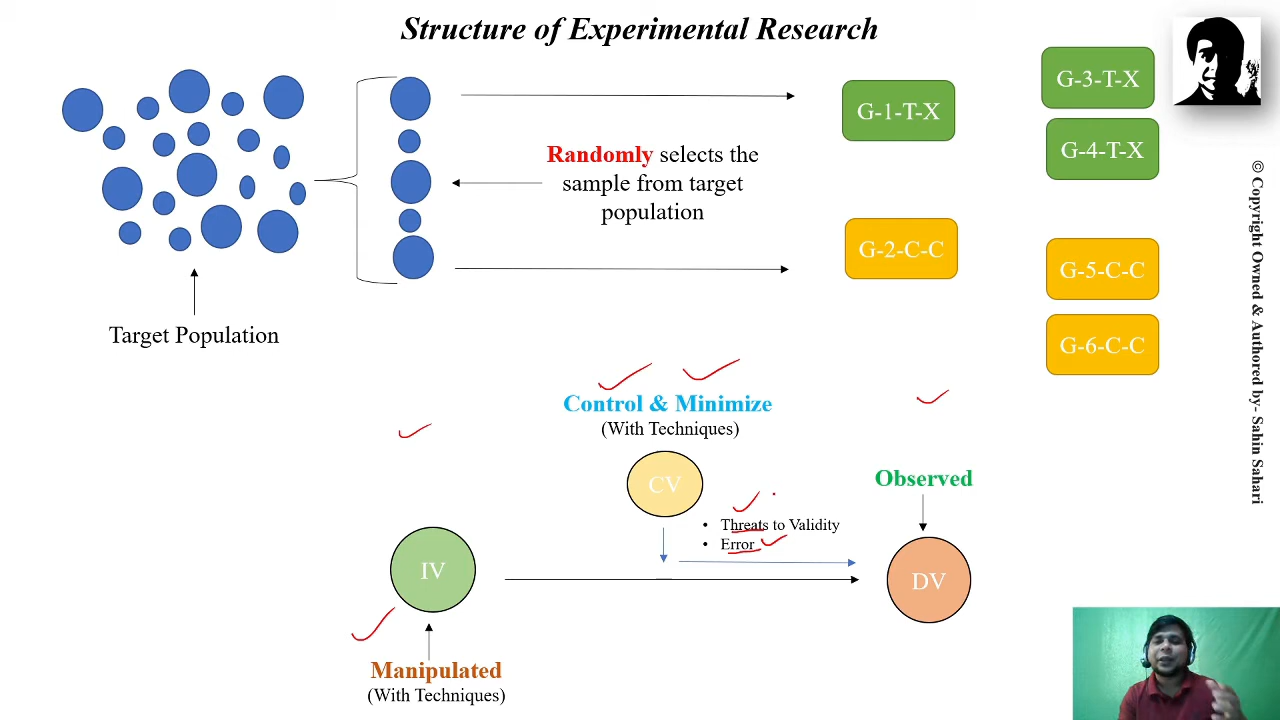 Structure of Experimental Research
G-1-T-X
G-3-T-X
G-4-T-X
Randomly selects the
sample from target
population
G-2-C-C
G-5-C-C
G-6-C-C
Target Population
© Copyright Owned & Authored by- Sahin Sahari
Control & Minimize
(With Techniques)
CV
Observed
• Threats to Validity
• Error
IV
DV
Manipulated
(With Techniques)